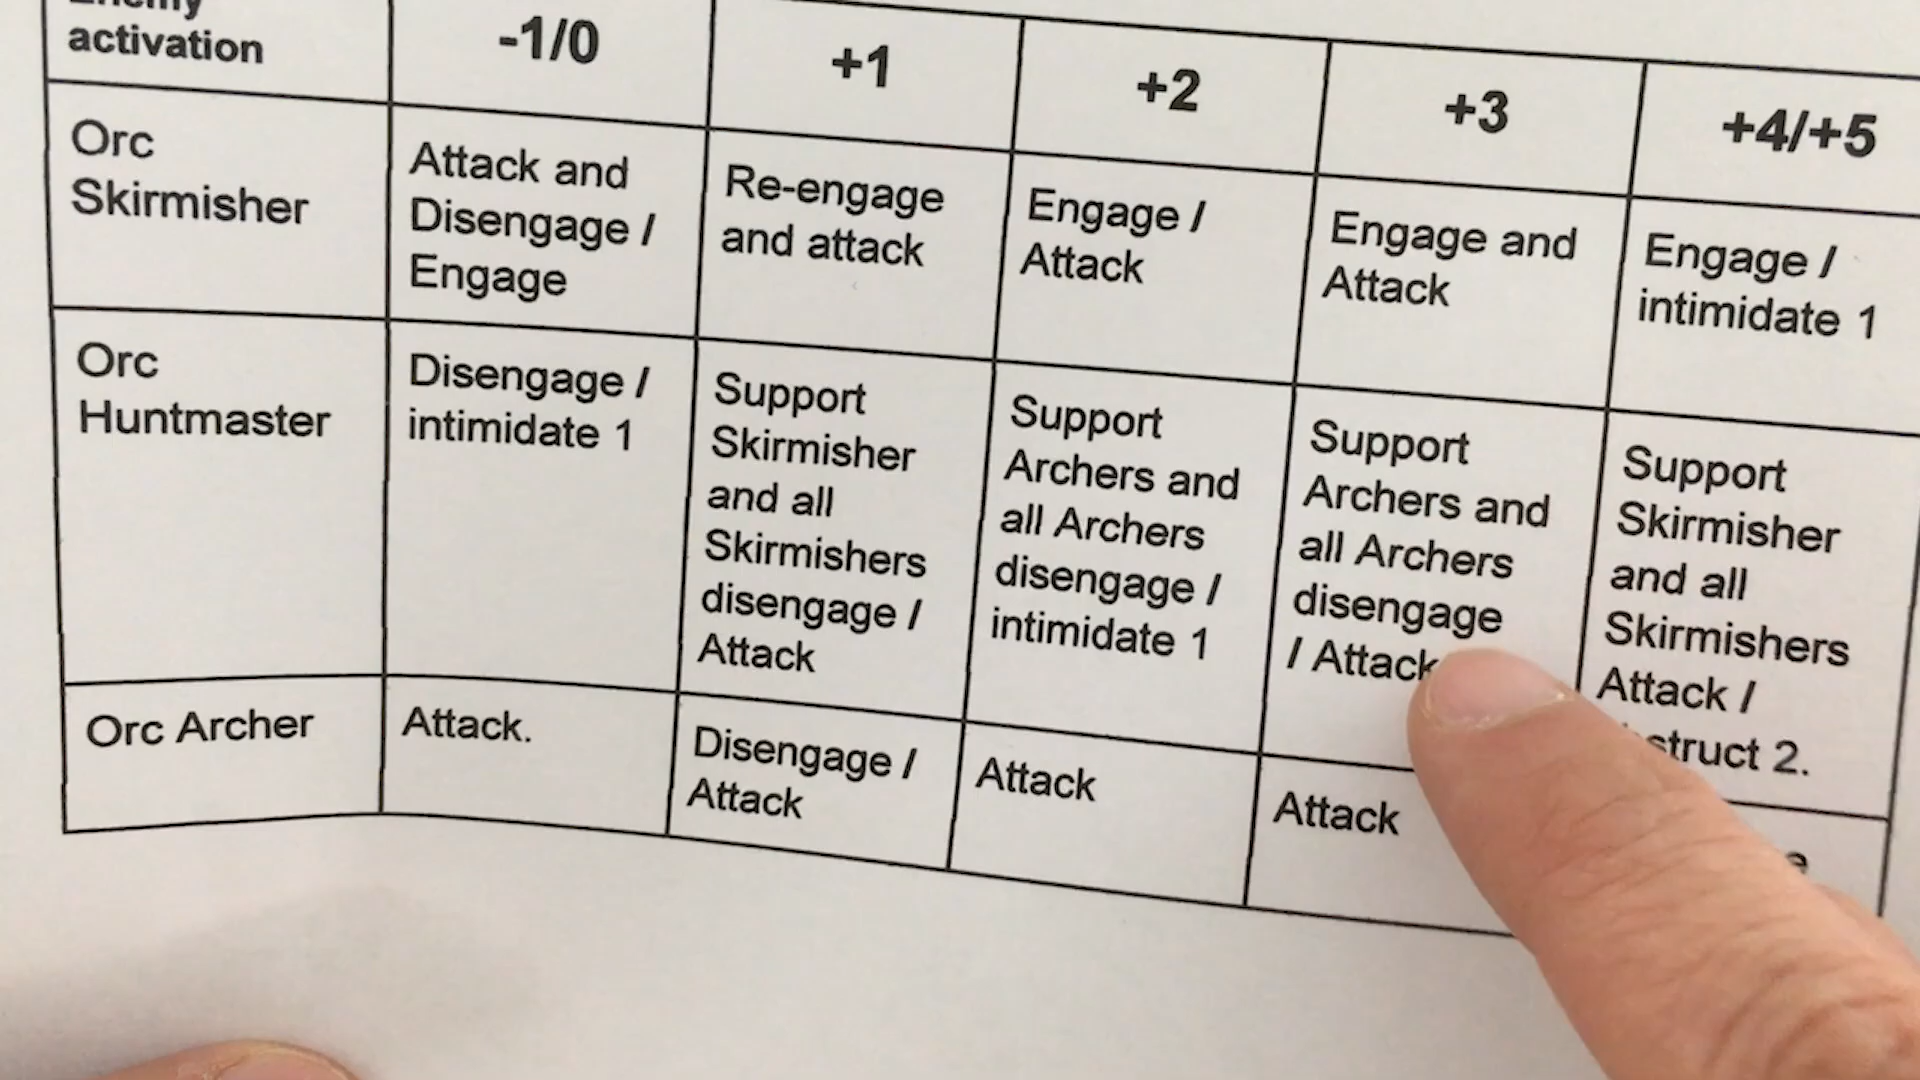 activation
-1/0
+1
+2
+3
+4/+5
Orc
Skirmisher
Attack and
Disengage /
Engage
Re-engage
and attack
Engage /
Attack
Engage and
Attack
Engage /
intimidate 1
Orc
Huntmaster
Disengage /
intimidate 1
Support
Skirmisher
and all
Skirmishers
disengage /
Attack
Support
Archers and
all Archers
disengage /
intimidate 1
Support
Archers and
all Archers
disengage
/ Attack
Support
Skirmisher
and all
Skirmishers
Attack /
2.
Orc Archer
Attack.
Disengage /
Attack
Attack
Attack